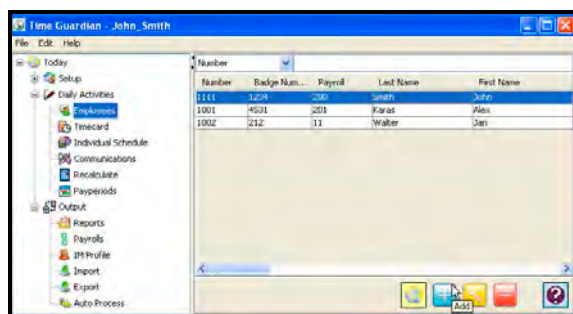 Time Guardian - John_Smith
File Edit Help
Today
Setup
Daily Activities
Employees
Timecard
Individual Schedule
Communications
Recalculate
Payperiods
Output
Reports
Payrolls
IM Profile
Import
Export
Auto Process
Number
Number Badge Num... Payroll Last Name First Name
1111 1234 200 Smith John
1001 4531 201 Karas Alex
1002 212 11 Walter Jan
Add